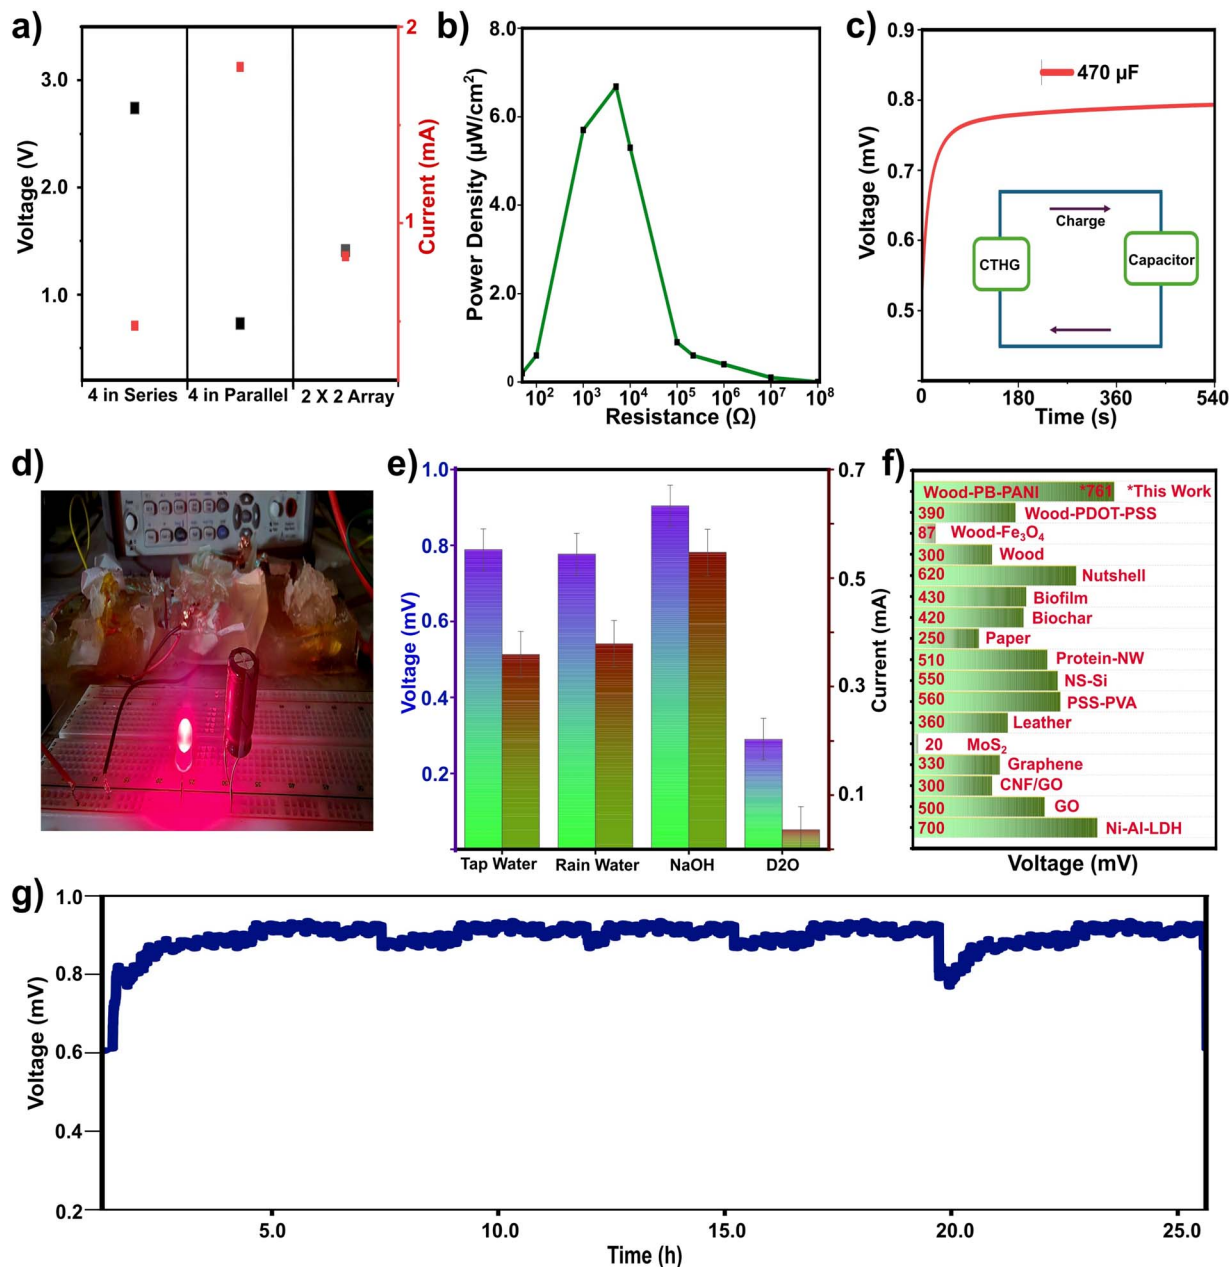 a)
3.0
2.0
1.0
Voltage (V)
2
1
Current (mA)
4 in Series
4 in Parallel
2 X 2 Array
b)
8.0
6.0
4.0
2.0
0
Power Density (µW/cm²)
10² 10³ 10⁴ 10⁵ 10⁶ 10⁷ 10⁸
Resistance (Ω)
c)
0.9
0.8
0.7
0.6
0.5
Voltage (mV)
470 µF
Charge
CTHG
Capacitor
0 180 360 540
Time (s)
d)
e)
1.0
0.8
0.6
0.4
0.2
Voltage (mV)
0.7
0.5
0.3
0.1
Current (mA)
Tap Water
Rain Water
NaOH
D2O
f)
Wood-PB-PANI *761 *This Work
390 Wood-PDOT-PSS
87 Wood-Fe₃O₄
300 Wood
620 Nutshell
430 Biofilm
420 Biochar
250 Paper
510 Protein-NW
550 NS-Si
560 PSS-PVA
360 Leather
20 MoS₂
330 Graphene
300 CNF/GO
500 GO
700 Ni-Al-LDH
Voltage (mV)
g)
1.0
0.8
0.6
0.4
0.2
Voltage (mV)
5.0 10.0 15.0 20.0 25.0
Time (h)